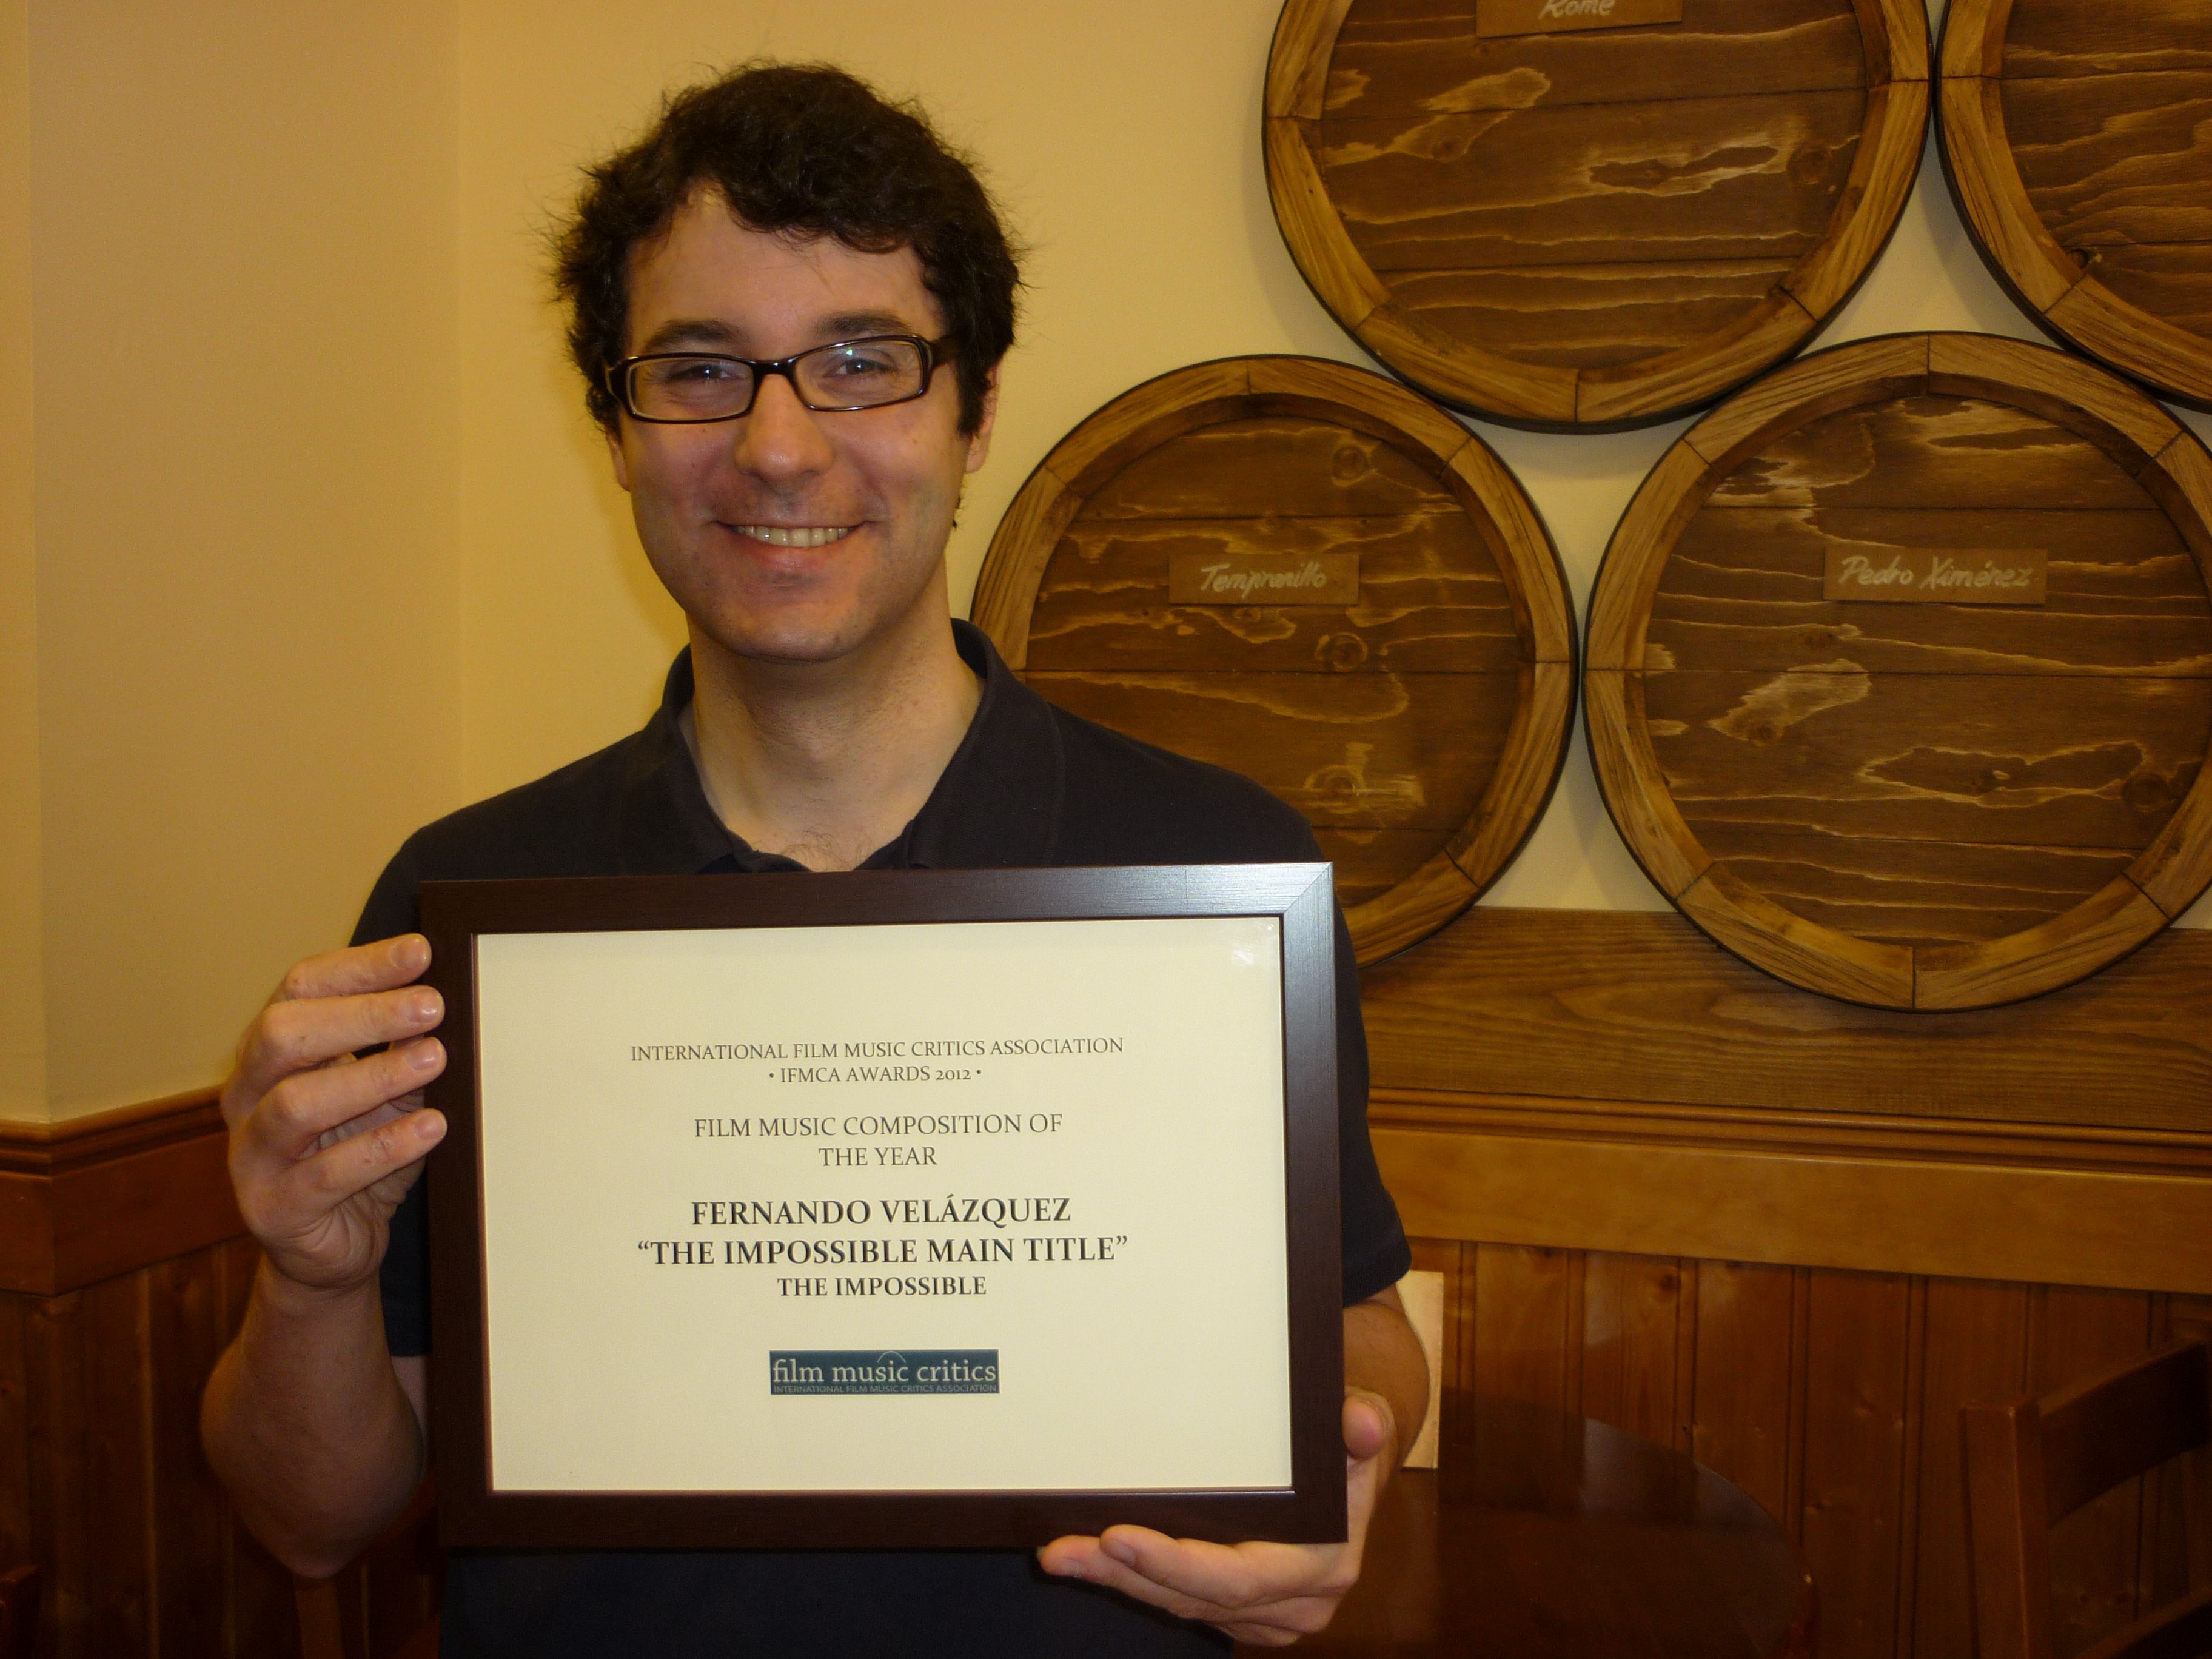 Rome
Tempranillo
Pedro Ximénez
INTERNATIONAL FILM MUSIC CRITICS ASSOCIATION
• IFMCA AWARDS 2012 •
FILM MUSIC COMPOSITION OF
THE YEAR
FERNANDO VELÁZQUEZ
“THE IMPOSSIBLE MAIN TITLE”
THE IMPOSSIBLE
film music critics
INTERNATIONAL FILM MUSIC CRITICS ASSOCIATION